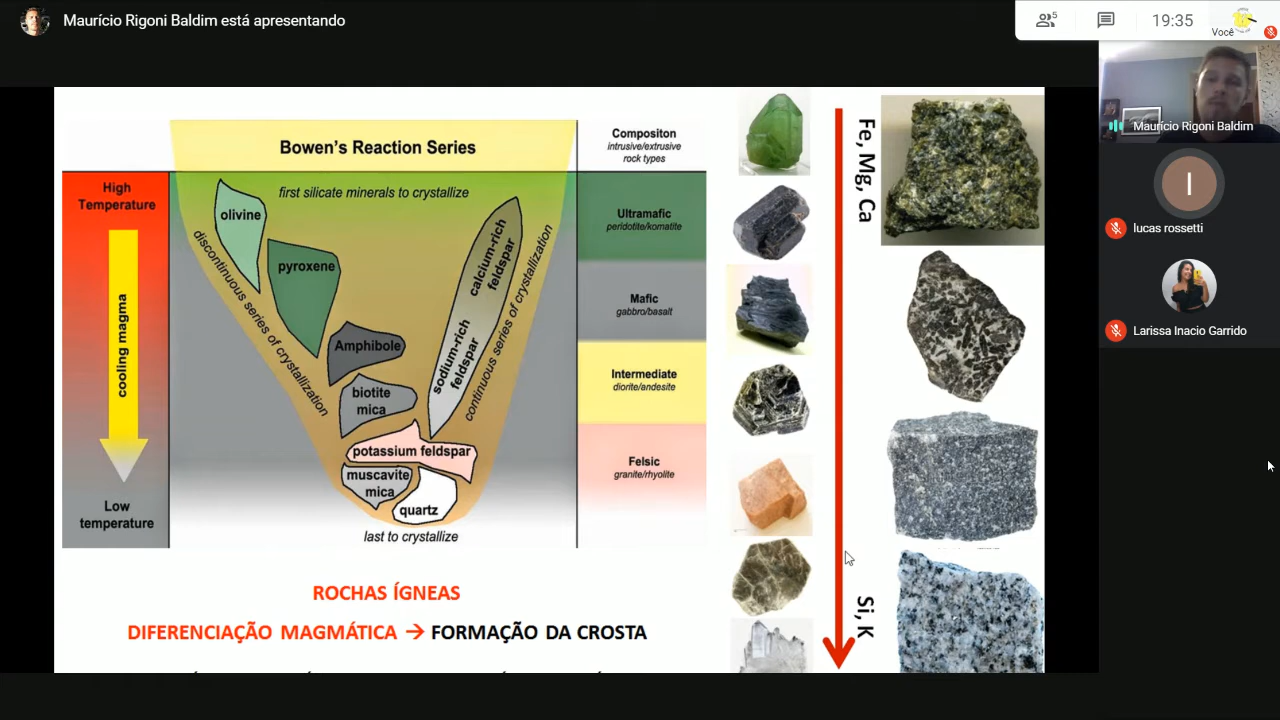 Maurício Rigoni Baldim está apresentando
5
19:35
Você
Maurício Rigoni Baldim
I
lucas rossetti
Larissa Inacio Garrido
Bowen's Reaction Series
Compositon
intrusive/extrusive
rock types
High
Temperature
first silicate minerals to crystallize
olivine
pyroxene
Amphibole
biotite
mica
potassium feldspar
muscavite
mica
quartz
last to crystallize
discontinuous series of crystallization
calcium-rich
feldspar
sodium-rich
feldspar
continuous series of crystallization
cooling magma
Low
temperature
Ultramafic
peridotite/komatite
Mafic
gabbro/basalt
Intermediate
diorite/andesite
Felsic
granite/rhyolite
Fe, Mg, Ca
Si, K
ROCHAS ÍGNEAS
DIFERENCIAÇÃO MAGMÁTICA → FORMAÇÃO DA CROSTA